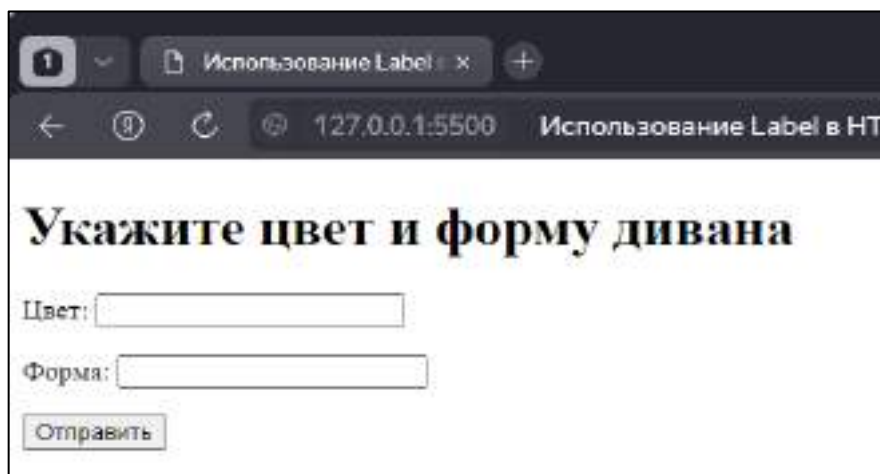 1
Использование Label
127.0.0.1:5500 Использование Label в HT
Укажите цвет и форму дивана
Цвет:
Форма:
Отправить